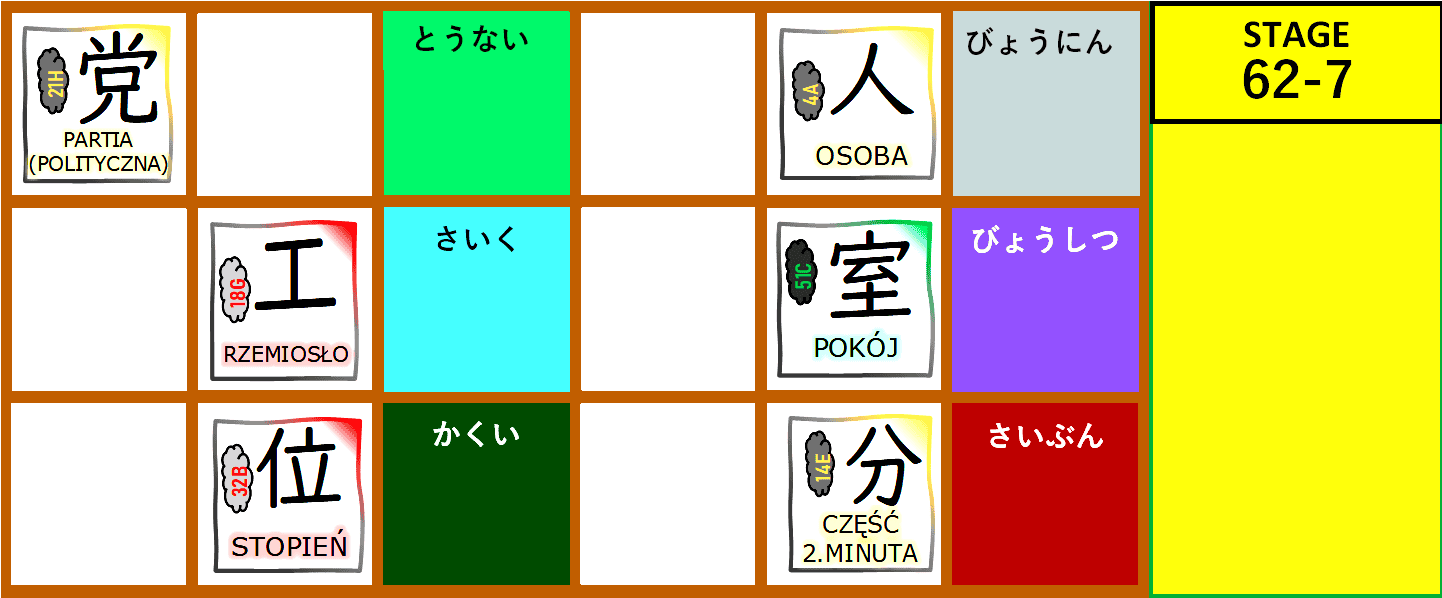 21H
党
PARTIA
(POLITYCZNA)
とうない
4A
人
OSOBA
びょうにん
STAGE
62-7
18G
工
RZEMIOSŁO
さいく
51C
室
POKÓJ
びょうしつ
32B
位
STOPIEŃ
かくい
14E
分
CZĘŚĆ
2.MINUTA
さいぶん